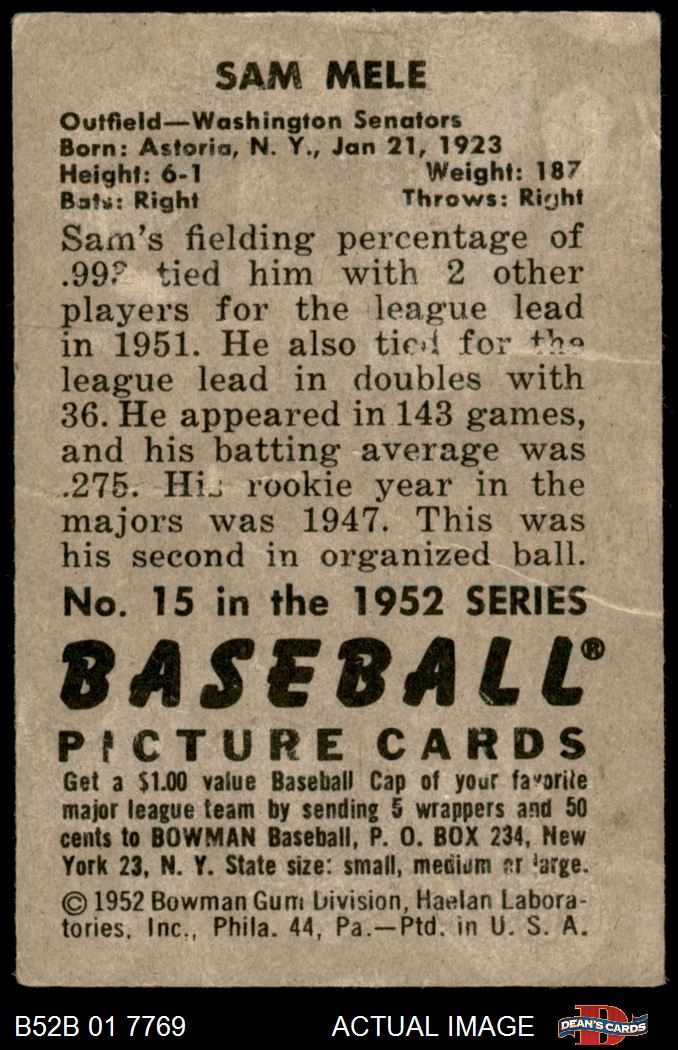 SAM MELE
Outfield—Washington Senators
Born: Astoria, N. Y., Jan 21, 1923
Height: 6-1 Weight: 187
Bats: Right Throws: Right
Sam's fielding percentage of
tied him with 2 other
players for the league lead
in 1951. He also tied for the
league lead in doubles with
36. He appeared in 143 games,
and his batting average was
.275. His rookie year in the
majors was 1947. This was
his second in organized ball.
No. 15 in the 1952 SERIES
BASEBALL®
PICTURE CARDS
Get a $1.00 value Baseball Cap of your favorite
major league team by sending 5 wrappers and 50
cents to BOWMAN Baseball, P. O. BOX 234, New
York 23, N. Y. State size: small, medium or large.
© 1952 Bowman Gum Division, Haelan Labora-
tories, Inc., Phila. 44, Pa.—Ptd. in U. S. A.
B52B 01 7769 ACTUAL IMAGE D DEAN'S CARDS